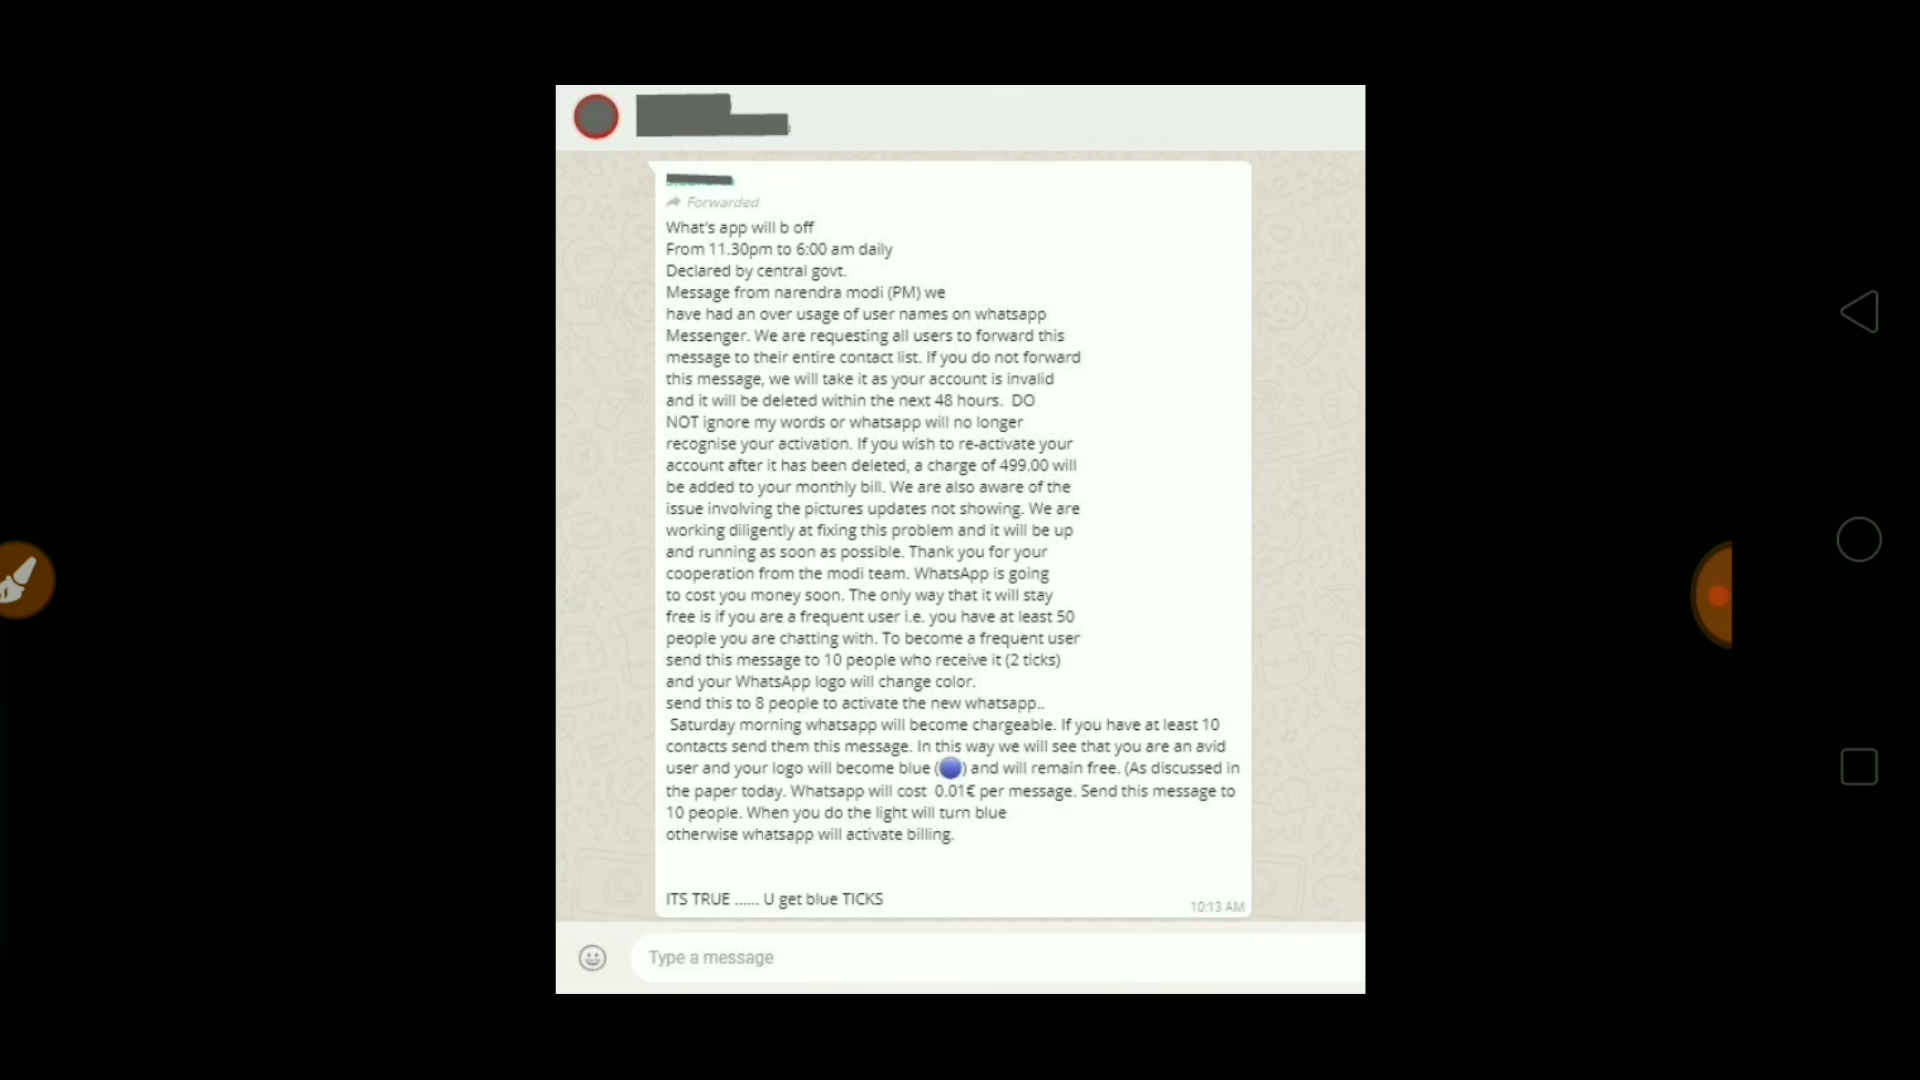 Forwarded
What's app will b off
From 11.30pm to 6:00 am daily
Declared by central govt.
Message from narendra modi (PM) we
have had an over usage of user names on whatsapp
Messenger. We are requesting all users to forward this
message to their entire contact list. If you do not forward
this message, we will take it as your account is invalid
and it will be deleted within the next 48 hours.  DO
NOT ignore my words or whatsapp will no longer
recognise your activation. If you wish to re-activate your
account after it has been deleted, a charge of 499.00 will
be added to your monthly bill. We are also aware of the
issue involving the pictures updates not showing. We are
working diligently at fixing this problem and it will be up
and running as soon as possible. Thank you for your
cooperation from the modi team. WhatsApp is going
to cost you money soon. The only way that it will stay
free is if you are a frequent user i.e. you have at least 50
people you are chatting with. To become a frequent user
send this message to 10 people who receive it (2 ticks)
and your WhatsApp logo will change color.
send this to 8 people to activate the new whatsapp..
Saturday morning whatsapp will become chargeable. If you have at least 10
contacts send them this message. In this way we will see that you are an avid
user and your logo will become blue (🔵) and will remain free. (As discussed in
the paper today. Whatsapp will cost  0.01€ per message. Send this message to
10 people. When you do the light will turn blue
otherwise whatsapp will activate billing.
ITS TRUE ...... U get blue TICKS
10:13 AM
Type a message